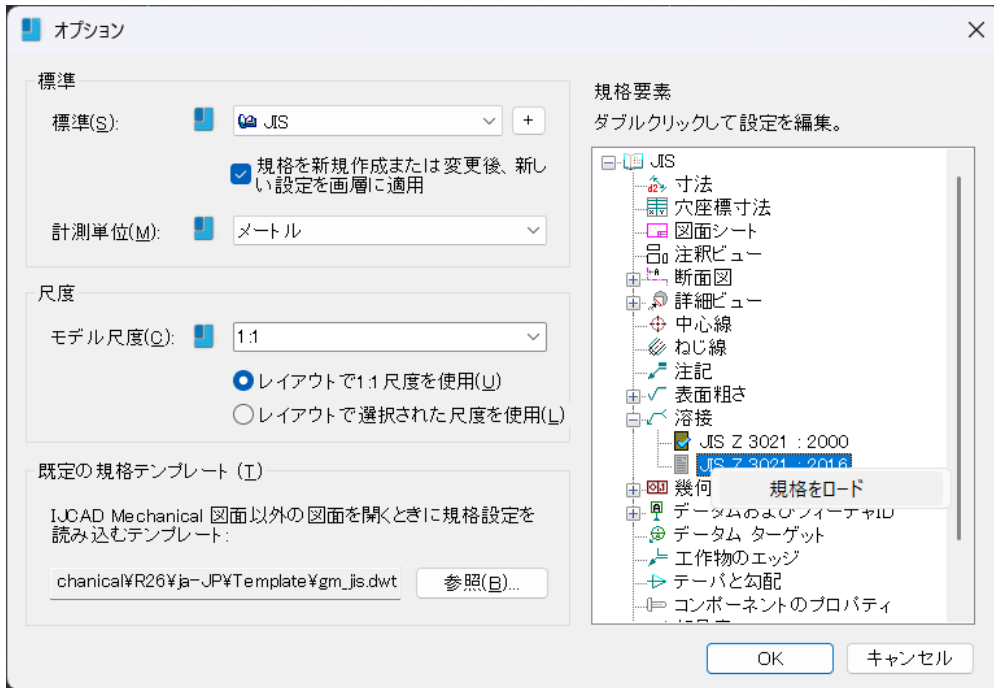 オプション
標準
標準(S):
JIS
+
規格を新規作成または変更後、新し
い設定を画層に適用
計測単位(M):
メートル
尺度
モデル尺度(C):
1:1
レイアウトで1:1 尺度を使用(U)
レイアウトで選択された尺度を使用(L)
既定の規格テンプレート (T)
IJCAD Mechanical 図面以外の図面を開くときに規格設定を
読み込むテンプレート:
chanical¥R26¥ja-JP¥Template¥gm_jis.dwt
参照(B)...
規格要素
ダブルクリックして設定を編集。
JIS
寸法
穴座標寸法
図面シート
注釈ビュー
断面図
詳細ビュー
中心線
ねじ線
注記
表面粗さ
溶接
JIS Z 3021 : 2000
JIS Z 3021 : 2016
規格をロード
幾何
データムおよびフィーチャID
データム ターゲット
工作物のエッジ
テーパと勾配
コンポーネントのプロパティ
OK
キャンセル